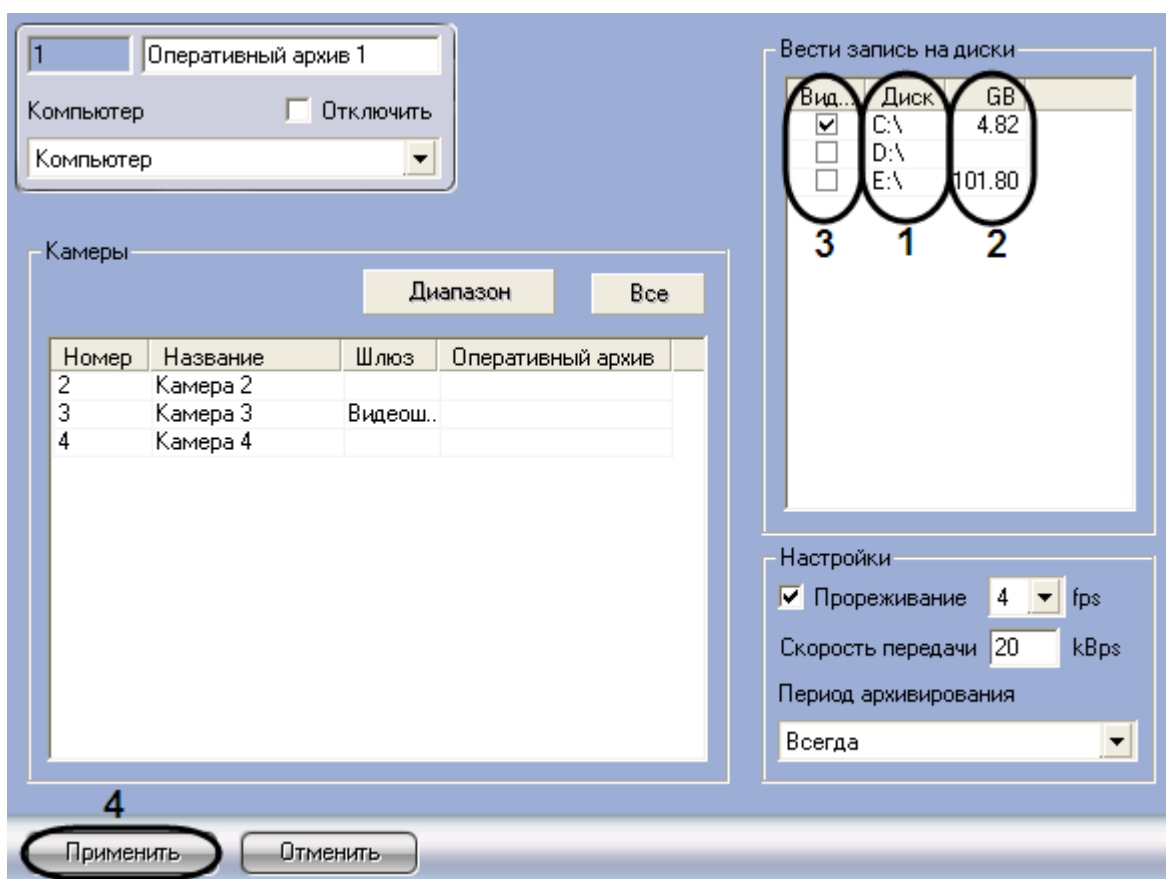 1 Оперативный архив 1
Компьютер Отключить
Компьютер
Вести запись на диски
Вид... Диск GB
C:\ 4.82
D:\
E:\ 101.80
3 1 2
Камеры
Диапазон Все
Номер Название Шлюз Оперативный архив
2 Камера 2
3 Камера 3 Видеош..
4 Камера 4
Настройки
Прореживание 4 fps
Скорость передачи 20 kBps
Период архивирования
Всегда
4
Применить Отменить